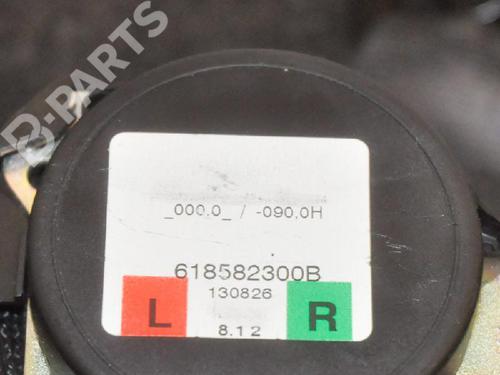 B-PARTS
_000.0_ / -090,0H
618582300B
130826
L R
8.12